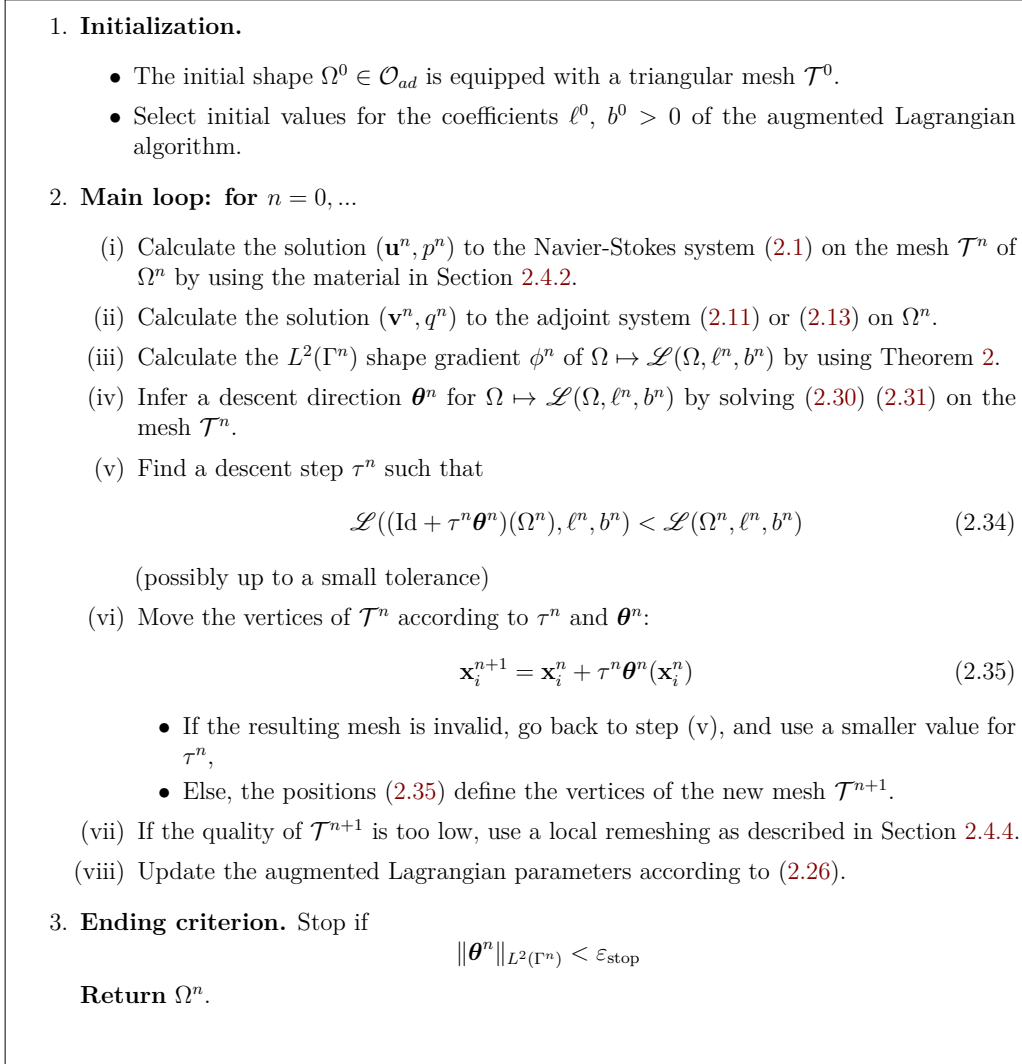 1. Initialization.
• The initial shape Ω⁰ ∈ 𝒪_ad is equipped with a triangular mesh 𝒯⁰.
• Select initial values for the coefficients ℓ⁰, b⁰ > 0 of the augmented Lagrangian
algorithm.
2. Main loop: for n = 0, ...
(i) Calculate the solution (uⁿ, pⁿ) to the Navier-Stokes system (2.1) on the mesh 𝒯ⁿ of
Ωⁿ by using the material in Section 2.4.2.
(ii) Calculate the solution (vⁿ, qⁿ) to the adjoint system (2.11) or (2.13) on Ωⁿ.
(iii) Calculate the L²(Γⁿ) shape gradient ϕⁿ of Ω ↦ ℒ(Ω, ℓⁿ, bⁿ) by using Theorem 2.
(iv) Infer a descent direction θⁿ for Ω ↦ ℒ(Ω, ℓⁿ, bⁿ) by solving (2.30) (2.31) on the
mesh 𝒯ⁿ.
(v) Find a descent step τⁿ such that
ℒ((Id + τⁿθⁿ)(Ωⁿ), ℓⁿ, bⁿ) < ℒ(Ωⁿ, ℓⁿ, bⁿ) (2.34)
(possibly up to a small tolerance)
(vi) Move the vertices of 𝒯ⁿ according to τⁿ and θⁿ:
x_i^{n+1} = x_i^n + τⁿθⁿ(x_i^n) (2.35)
• If the resulting mesh is invalid, go back to step (v), and use a smaller value for
τⁿ,
• Else, the positions (2.35) define the vertices of the new mesh 𝒯^{n+1}.
(vii) If the quality of 𝒯^{n+1} is too low, use a local remeshing as described in Section 2.4.4.
(viii) Update the augmented Lagrangian parameters according to (2.26).
3. Ending criterion. Stop if
‖θⁿ‖_{L²(Γⁿ)} < ε_stop
Return Ωⁿ.